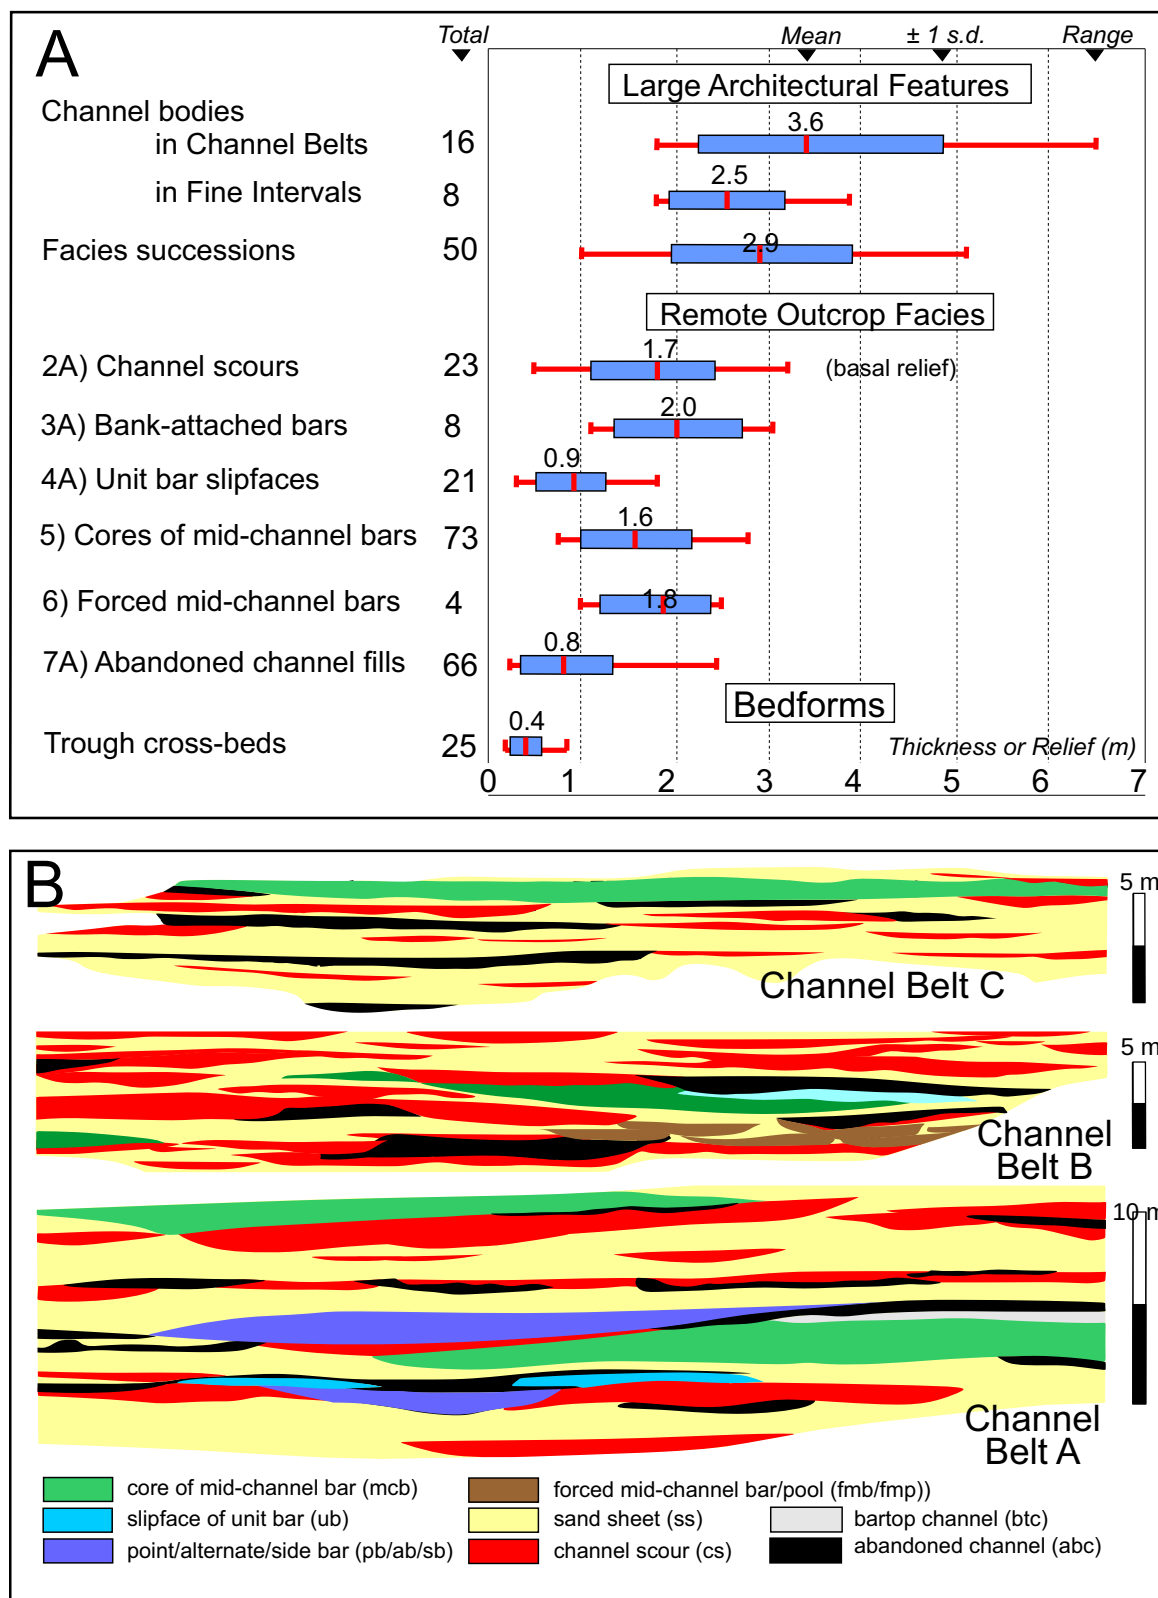 A
Total Mean ± 1 s.d. Range
Large Architectural Features
Channel bodies
in Channel Belts 16 3.6
in Fine Intervals 8 2.5
Facies successions 50 2.9
Remote Outcrop Facies
2A) Channel scours 23 1.7 (basal relief)
3A) Bank-attached bars 8 2.0
4A) Unit bar slipfaces 21 0.9
5) Cores of mid-channel bars 73 1.6
6) Forced mid-channel bars 4 1.8
7A) Abandoned channel fills 66 0.8
Bedforms
Trough cross-beds 25 0.4 Thickness or Relief (m)
0 1 2 3 4 5 6 7
B
5 m
Channel Belt C
5 m
Channel
Belt B
10 m
Channel
Belt A
core of mid-channel bar (mcb)
slipface of unit bar (ub)
point/alternate/side bar (pb/ab/sb)
forced mid-channel bar/pool (fmb/fmp))
sand sheet (ss)
channel scour (cs)
bartop channel (btc)
abandoned channel (abc)